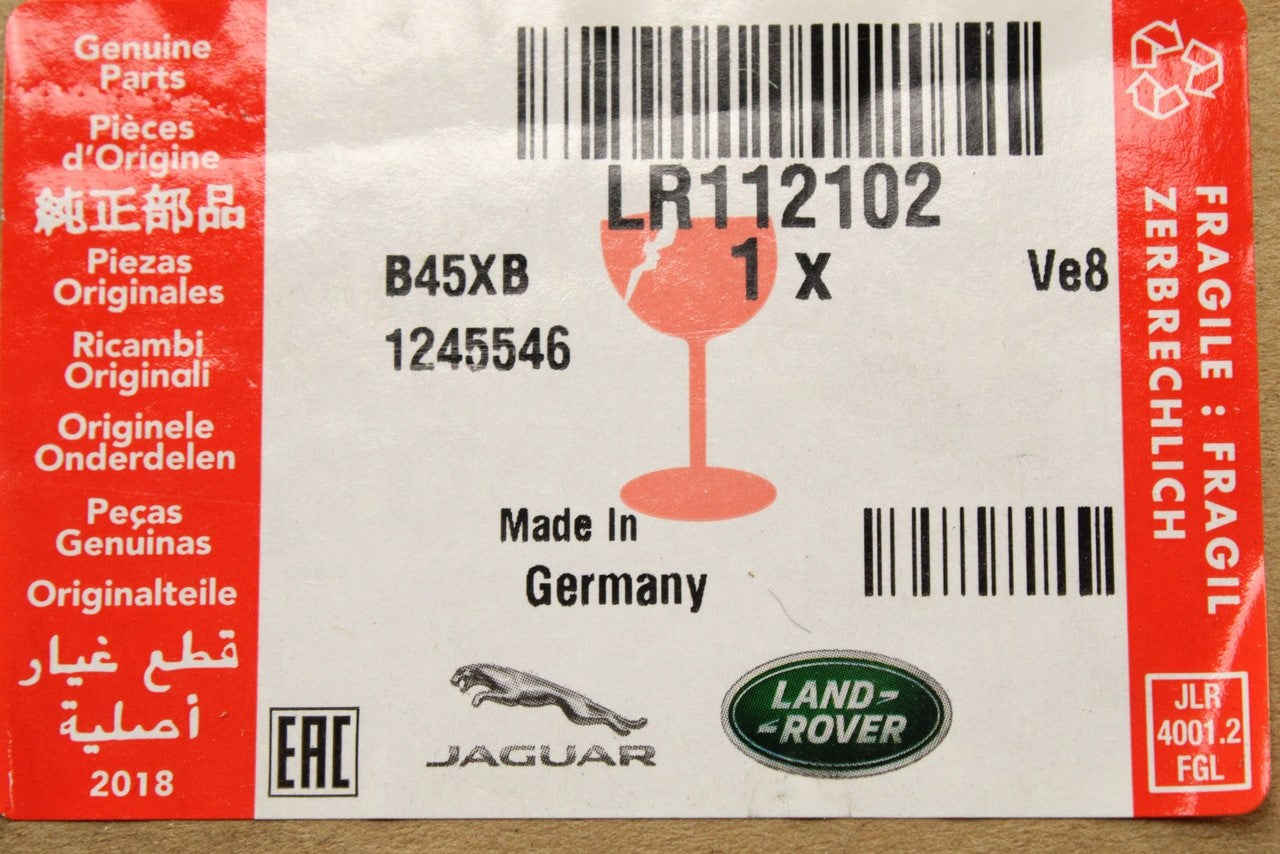 Genuine
Parts
Pièces
d'Origine
純正部品
Piezas
Originales
Ricambi
Originali
Originele
Onderdelen
Peças
Genuinas
Originalteile
قطع غيار
أصلية
2018
LR112102
1 x
B45XB
Ve8
1245546
Made In
Germany
EAC
JAGUAR
LAND
ROVER
FRAGILE : FRAGIL
ZERBRECHLICH
JLR
4001.2
FGL